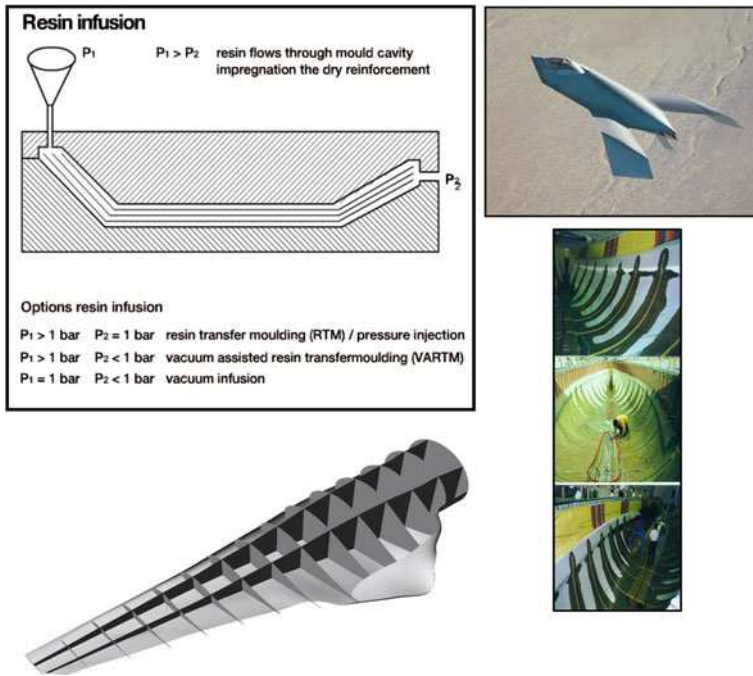 Resin infusion
P1 P1 > P2 resin flows through mould cavity
impregnation the dry reinforcement
P2
2
Options resin infusion
P1 > 1 bar P2 = 1 bar resin transfer moulding (RTM) / pressure injection
P1 > 1 bar P2 < 1 bar vacuum assisted resin transfermoulding (VARTM)
P1 = 1 bar P2 < 1 bar vacuum infusion